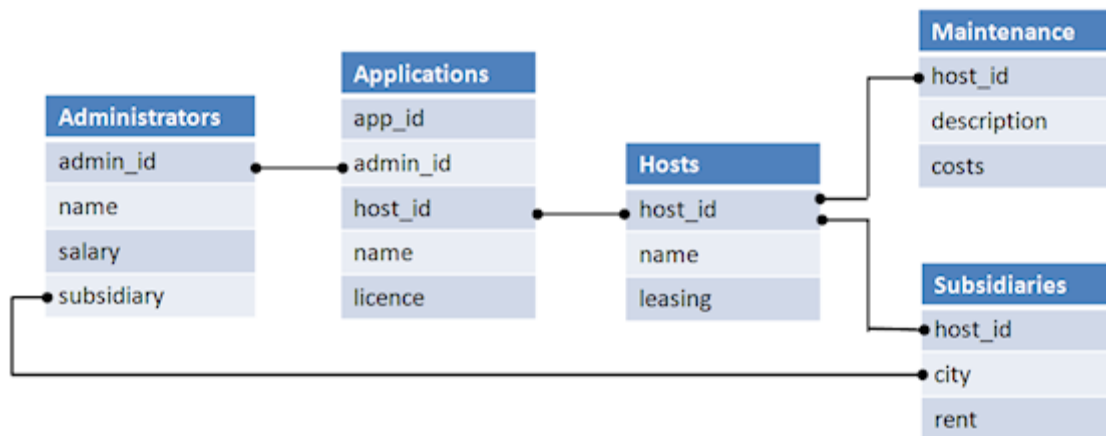 Administrators
admin_id
name
salary
subsidiary
Applications
app_id
admin_id
host_id
name
licence
Hosts
host_id
name
leasing
Maintenance
host_id
description
costs
Subsidiaries
host_id
city
rent